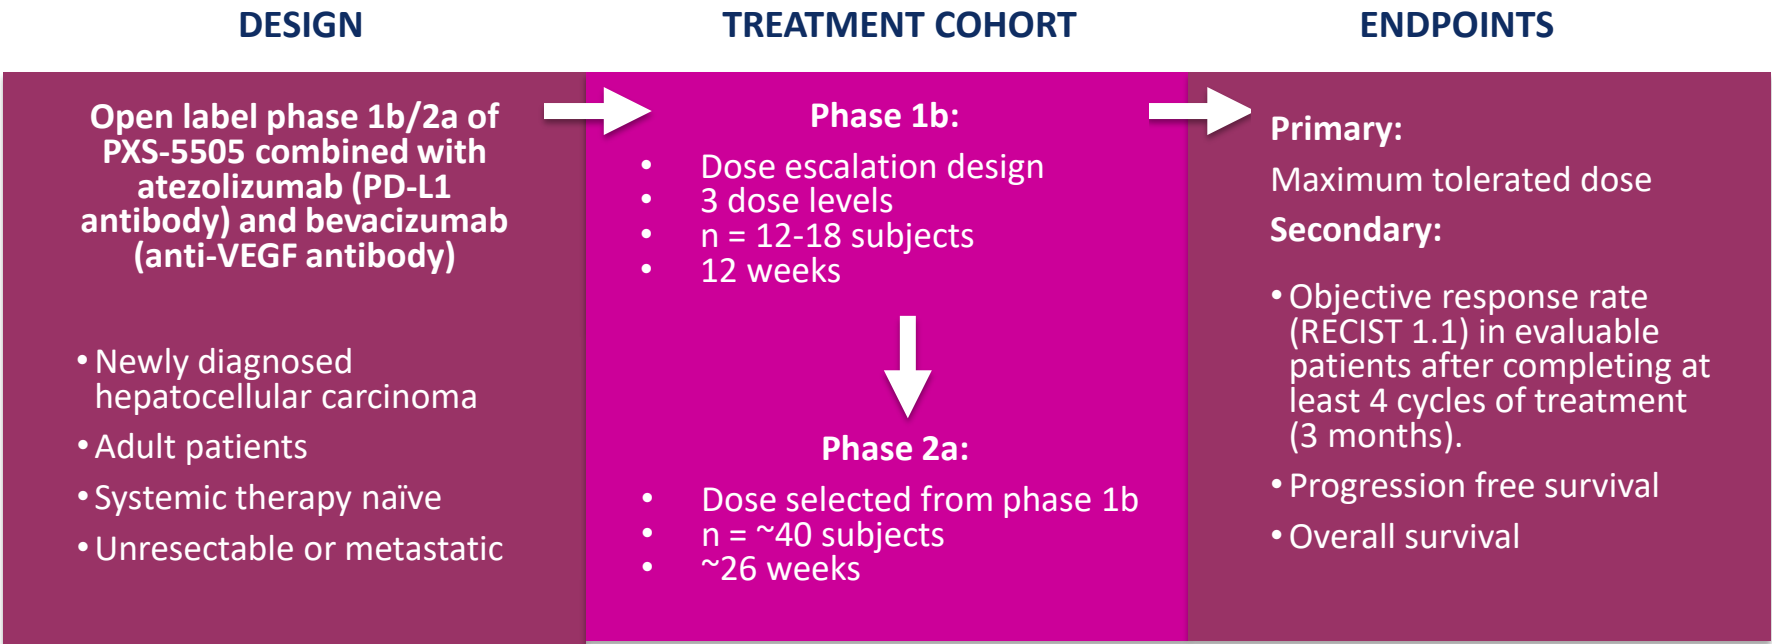 DESIGN
TREATMENT COHORT
ENDPOINTS
Open label phase 1b/2a of
PXS-5505 combined with
atezolizumab (PD-L1
antibody) and bevacizumab
(anti-VEGF antibody)
• Newly diagnosed
hepatocellular carcinoma
• Adult patients
• Systemic therapy naïve
• Unresectable or metastatic
Phase 1b:
• Dose escalation design
• 3 dose levels
• n = 12-18 subjects
• 12 weeks
Phase 2a:
• Dose selected from phase 1b
• n = ~40 subjects
• ~26 weeks
Primary:
Maximum tolerated dose
Secondary:
• Objective response rate
(RECIST 1.1) in evaluable
patients after completing at
least 4 cycles of treatment
(3 months).
• Progression free survival
• Overall survival